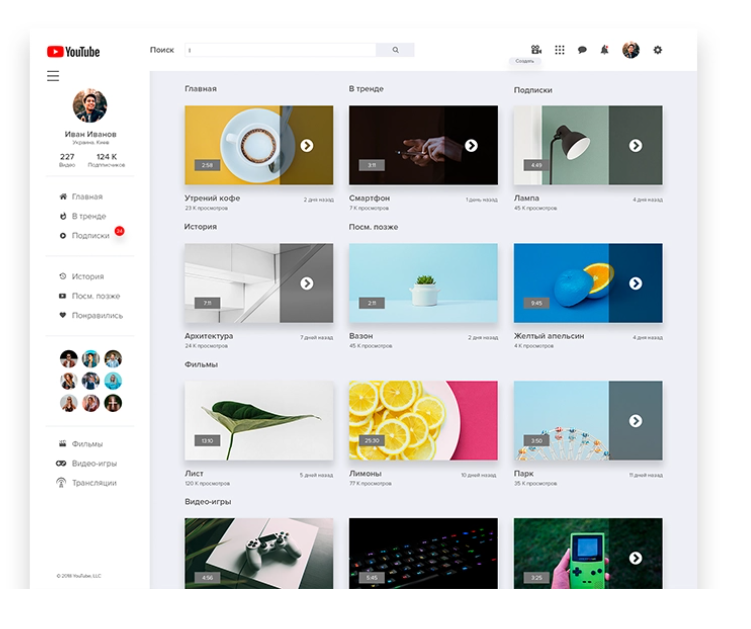 YouTube
Поиск
Создать
Иван Иванов
Украина, Киев
227 124 K
Видео Подписчиков
Главная
В тренде
Подписки 24
История
Посм. позже
Понравились
Фильмы
Видео-игры
Трансляции
© 2018 YouTube, LLC
Главная В тренде Подписки
2:58 3:11 4:49
Утрений кофе 2 дня назад Смартфон 1 день назад Лампа 4 дня назад
23 К просмотров 7 К просмотров 45 К просмотров
История Посм. позже
7:11 2:11 9:45
Архитектура 7 дней назад Вазон 2 дня назад Желтый апельсин 4 дня назад
24 К просмотров 45 К просмотров 4 К просмотров
Фильмы
13:10 25:30 3:50
Лист 5 дней назад Лимоны 10 дней назад Парк 11 дней назад
120 К просмотров 77 К просмотров 35 К просмотров
Видео-игры
4:56 5:45 3:25